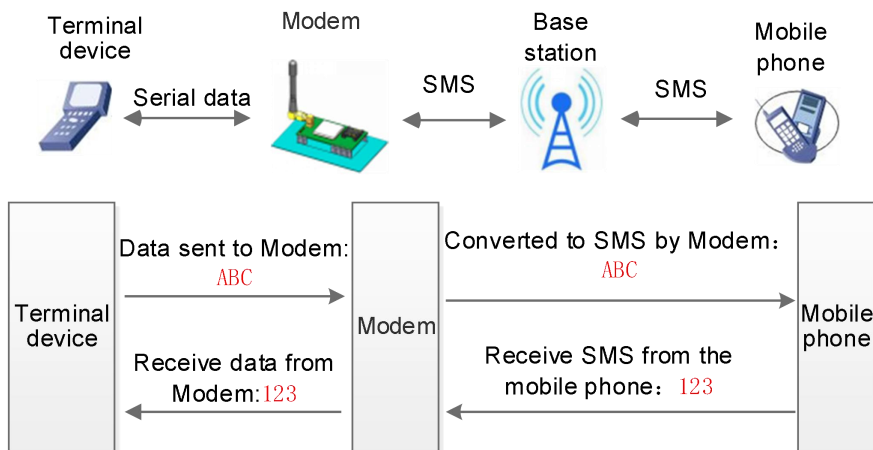 Terminal
device
Modem
Base
station
Mobile
phone
Serial data
SMS
SMS
Data sent to Modem:
ABC
Converted to SMS by Modem：
ABC
Terminal
device
Modem
Mobile
phone
Receive data from
Modem:123
Receive SMS from the
mobile phone：123